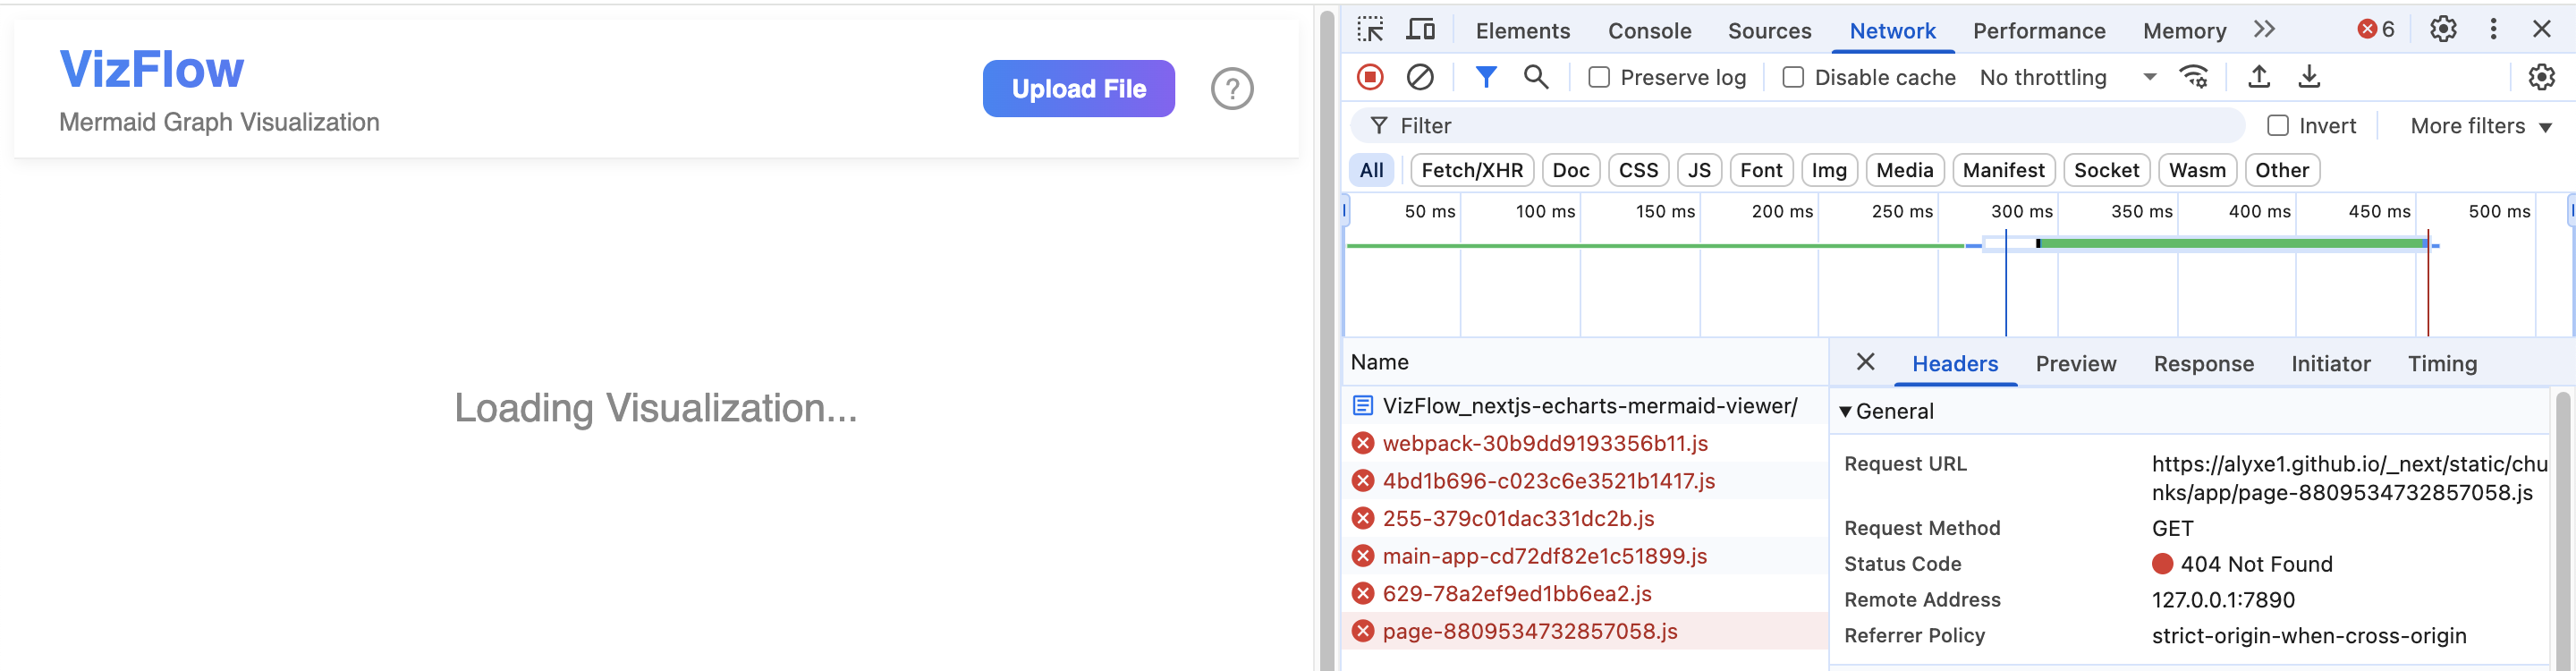 VizFlow
Mermaid Graph Visualization
Upload File
?
Loading Visualization...
Elements Console Sources Network Performance Memory 6
Preserve log Disable cache No throttling
Filter Invert More filters
All Fetch/XHR Doc CSS JS Font Img Media Manifest Socket Wasm Other
50 ms 100 ms 150 ms 200 ms 250 ms 300 ms 350 ms 400 ms 450 ms 500 ms
Name
VizFlow_nextjs-echarts-mermaid-viewer/
webpack-30b9dd9193356b11.js
4bd1b696-c023c6e3521b1417.js
255-379c01dac331dc2b.js
main-app-cd72df82e1c51899.js
629-78a2ef9ed1bb6ea2.js
page-8809534732857058.js
Headers Preview Response Initiator Timing
General
Request URL https://alyxe1.github.io/_next/static/chu
nks/app/page-8809534732857058.js
Request Method GET
Status Code 404 Not Found
Remote Address 127.0.0.1:7890
Referrer Policy strict-origin-when-cross-origin